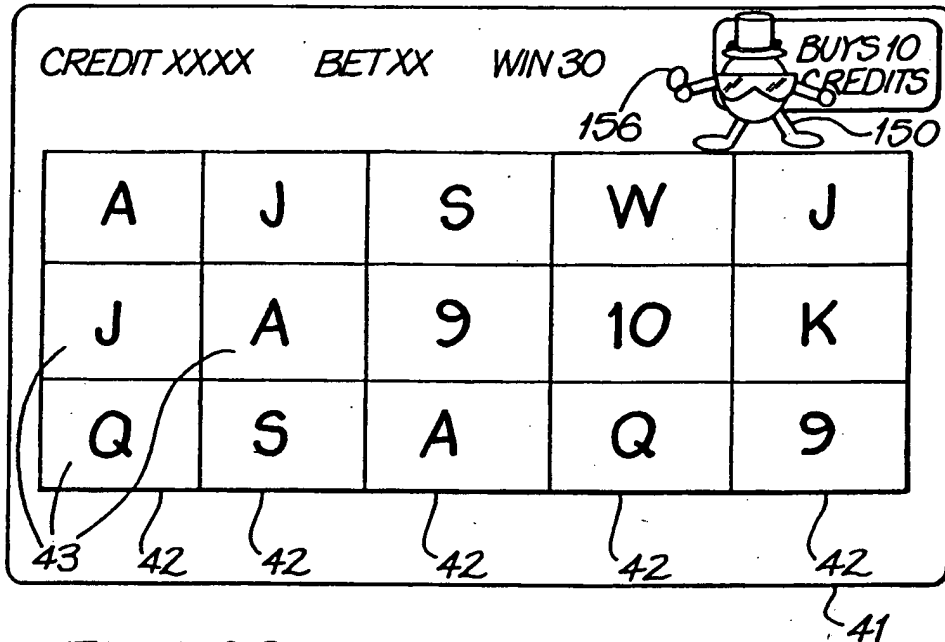 CREDIT XXXX BET XX WIN 30 BUYS 10
CREDITS
156 150
A J S W J
J A 9 10 K
Q S A Q 9
43 42 42 42 42 42
41